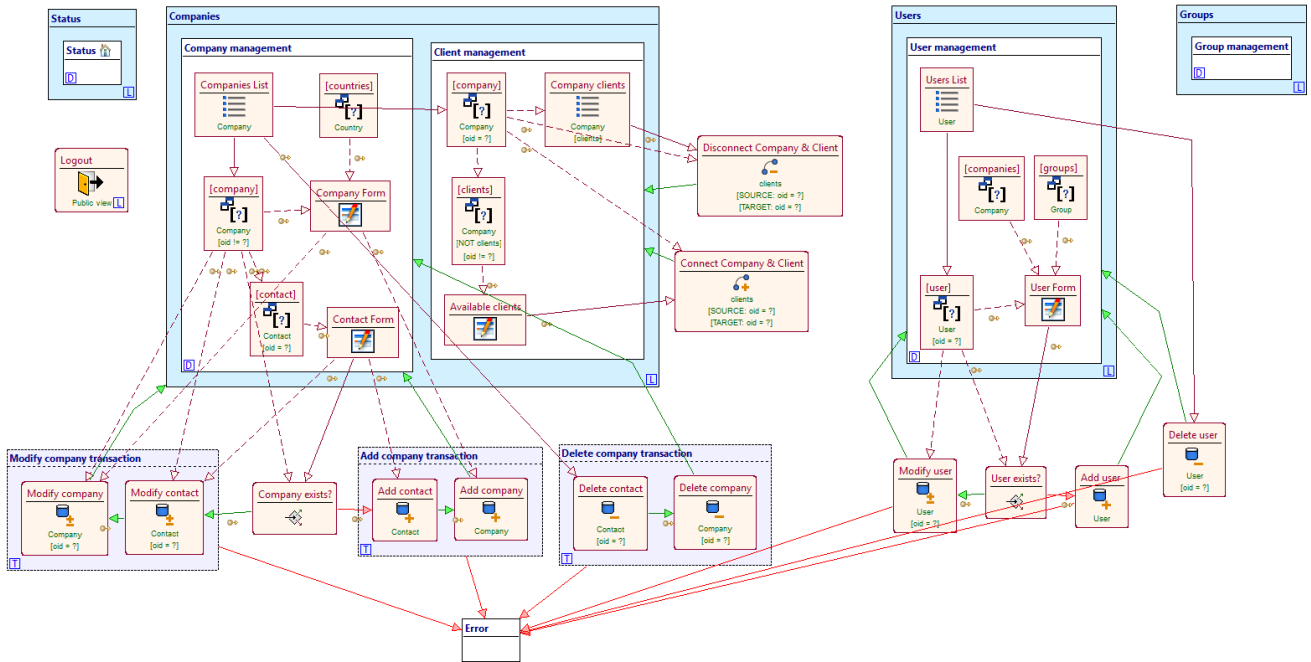 Status
Status
D
L
Logout
Public view
L
Companies
Company management
Companies List
Company
[countries]
[?]
Country
[company]
[?]
Company
[oid != ?]
Company Form
[contact]
[?]
Contact
[oid = ?]
Contact Form
D
Client management
[company]
[?]
Company
[oid = ?]
Company clients
Company
[clients]
[clients]
[?]
Company
[NOT clients]
[oid != ?]
Available clients
L
Disconnect Company & Client
clients
[SOURCE: oid = ?]
[TARGET: oid = ?]
Connect Company & Client
clients
[SOURCE: oid = ?]
[TARGET: oid = ?]
Users
User management
Users List
User
[companies]
[?]
Company
[groups]
[?]
Group
[user]
[?]
User
[oid = ?]
User Form
D
L
Groups
Group management
D
L
Modify company transaction
Modify company
Company
[oid = ?]
Modify contact
Contact
[oid = ?]
T
Company exists?
Add company transaction
Add contact
Contact
Add company
Company
T
Delete company transaction
Delete contact
Contact
[oid = ?]
Delete company
Company
[oid = ?]
T
Modify user
User
[oid = ?]
User exists?
Add user
User
Delete user
User
[oid = ?]
Error